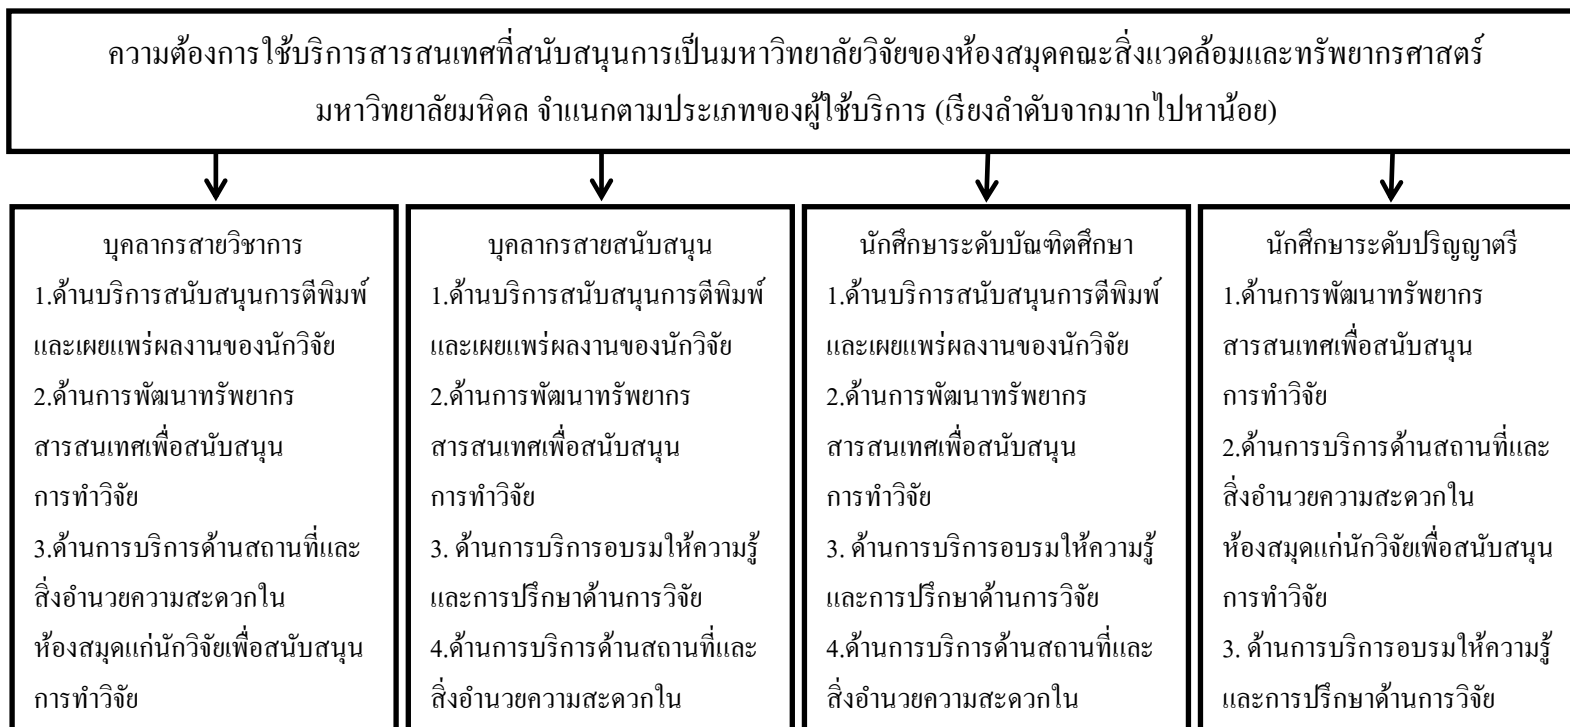 ความต้องการใช้บริการสารสนเทศที่สนับสนุนการเป็นมหาวิทยาลัยวิจัยของห้องสมุดคณะสิ่งแวดล้อมและทรัพยากรศาสตร์
มหาวิทยาลัยมหิดล จำแนกตามประเภทของผู้ใช้บริการ (เรียงลำดับจากมากไปหาน้อย)
บุคลากรสายวิชาการ
1.ด้านบริการสนับสนุนการตีพิมพ์
และเผยแพร่ผลงานของนักวิจัย
2.ด้านการพัฒนาทรัพยากร
สารสนเทศเพื่อสนับสนุน
การทำวิจัย
3.ด้านการบริการด้านสถานที่และ
สิ่งอำนวยความสะดวกใน
ห้องสมุดแก่นักวิจัยเพื่อสนับสนุน
การทำวิจัย
บุคลากรสายสนับสนุน
1.ด้านบริการสนับสนุนการตีพิมพ์
และเผยแพร่ผลงานของนักวิจัย
2.ด้านการพัฒนาทรัพยากร
สารสนเทศเพื่อสนับสนุน
การทำวิจัย
3. ด้านการบริการอบรมให้ความรู้
และการปรึกษาด้านการวิจัย
4.ด้านการบริการด้านสถานที่และ
สิ่งอำนวยความสะดวกใน
นักศึกษาระดับบัณฑิตศึกษา
1.ด้านบริการสนับสนุนการตีพิมพ์
และเผยแพร่ผลงานของนักวิจัย
2.ด้านการพัฒนาทรัพยากร
สารสนเทศเพื่อสนับสนุน
การทำวิจัย
3. ด้านการบริการอบรมให้ความรู้
และการปรึกษาด้านการวิจัย
4.ด้านการบริการด้านสถานที่และ
สิ่งอำนวยความสะดวกใน
นักศึกษาระดับปริญญาตรี
1.ด้านการพัฒนาทรัพยากร
สารสนเทศเพื่อสนับสนุน
การทำวิจัย
2.ด้านการบริการด้านสถานที่และ
สิ่งอำนวยความสะดวกใน
ห้องสมุดแก่นักวิจัยเพื่อสนับสนุน
การทำวิจัย
3. ด้านการบริการอบรมให้ความรู้
และการปรึกษาด้านการวิจัย